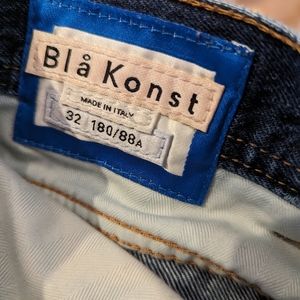 Blå Konst
MADE IN ITALY
32 180/88A